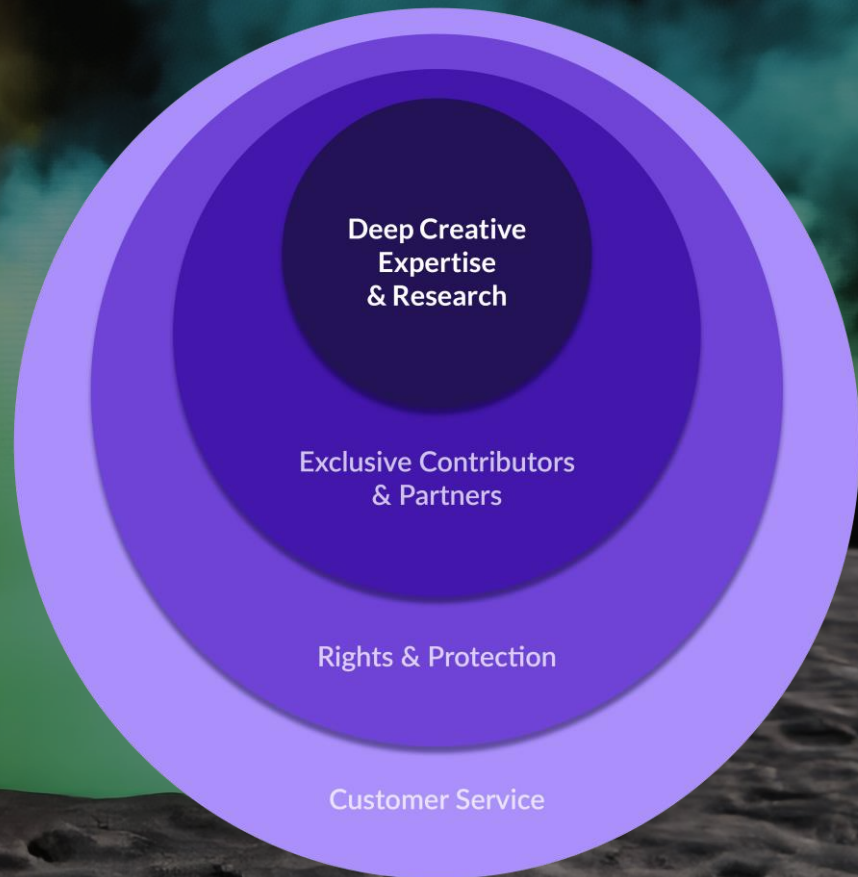 Deep Creative
Expertise
& Research
Exclusive Contributors
& Partners
Rights & Protection
Customer Service